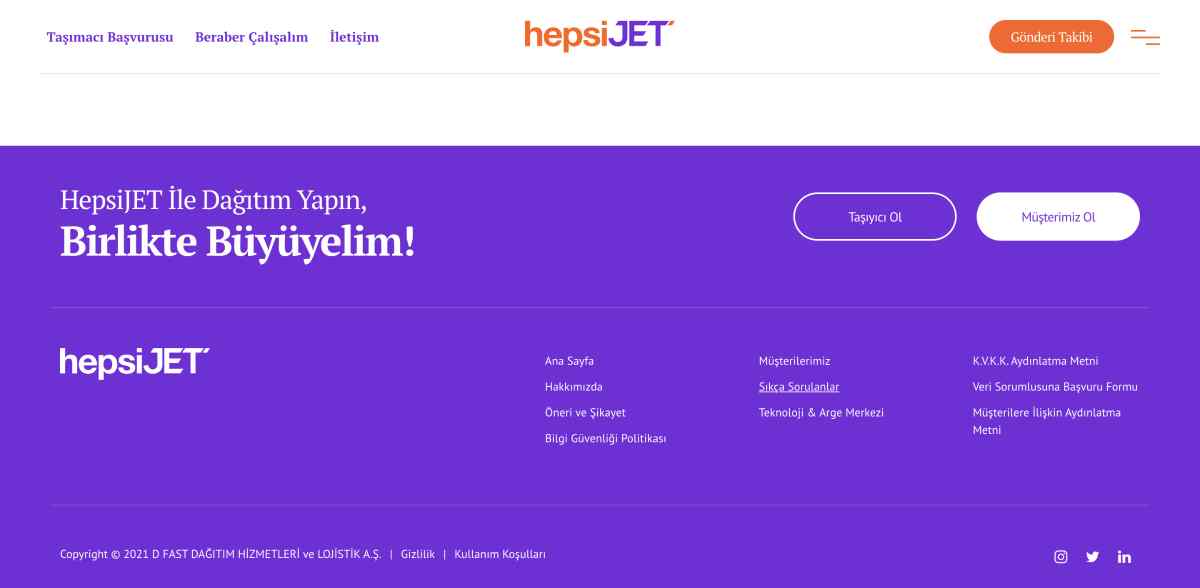 Taşımacı Başvurusu Beraber Çalışalım İletişim
hepsiJET
Gönderi Takibi
HepsiJET İle Dağıtım Yapın,
Birlikte Büyüyelim!
Taşıyıcı Ol
Müşterimiz Ol
hepsiJET
Ana Sayfa
Hakkımızda
Öneri ve Şikayet
Bilgi Güvenliği Politikası
Müşterilerimiz
Sıkça Sorulanlar
Teknoloji & Arge Merkezi
K.V.K.K. Aydınlatma Metni
Veri Sorumlusuna Başvuru Formu
Müşterilere İlişkin Aydınlatma
Metni
Copyright © 2021 D FAST DAĞITIM HİZMETLERİ ve LOJİSTİK A.Ş. | Gizlilik | Kullanım Koşulları